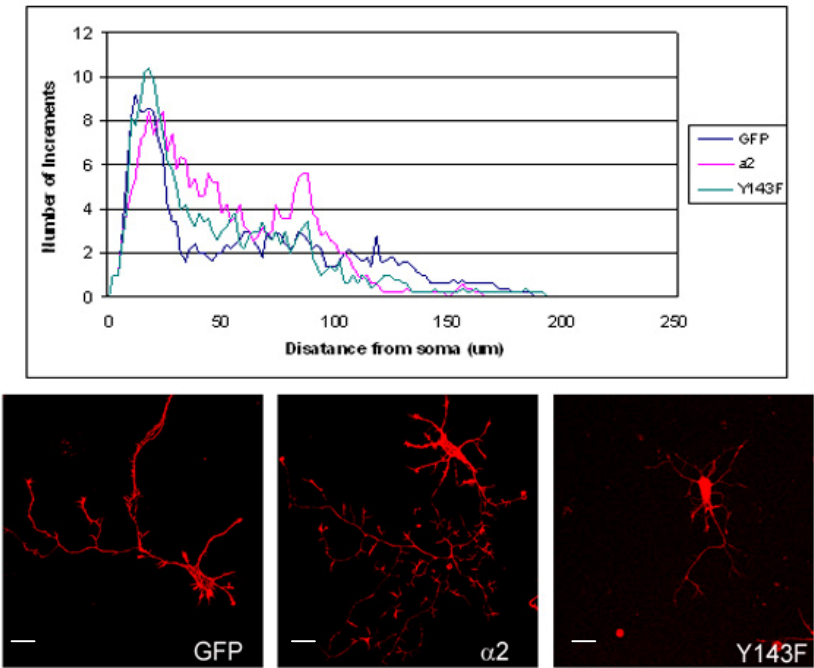 12
10
8
6
4
2
0
Number of Increments
0 50 100 150 200 250
Disatance from soma (um)
GFP
a2
Y143F
GFP
α2
Y143F